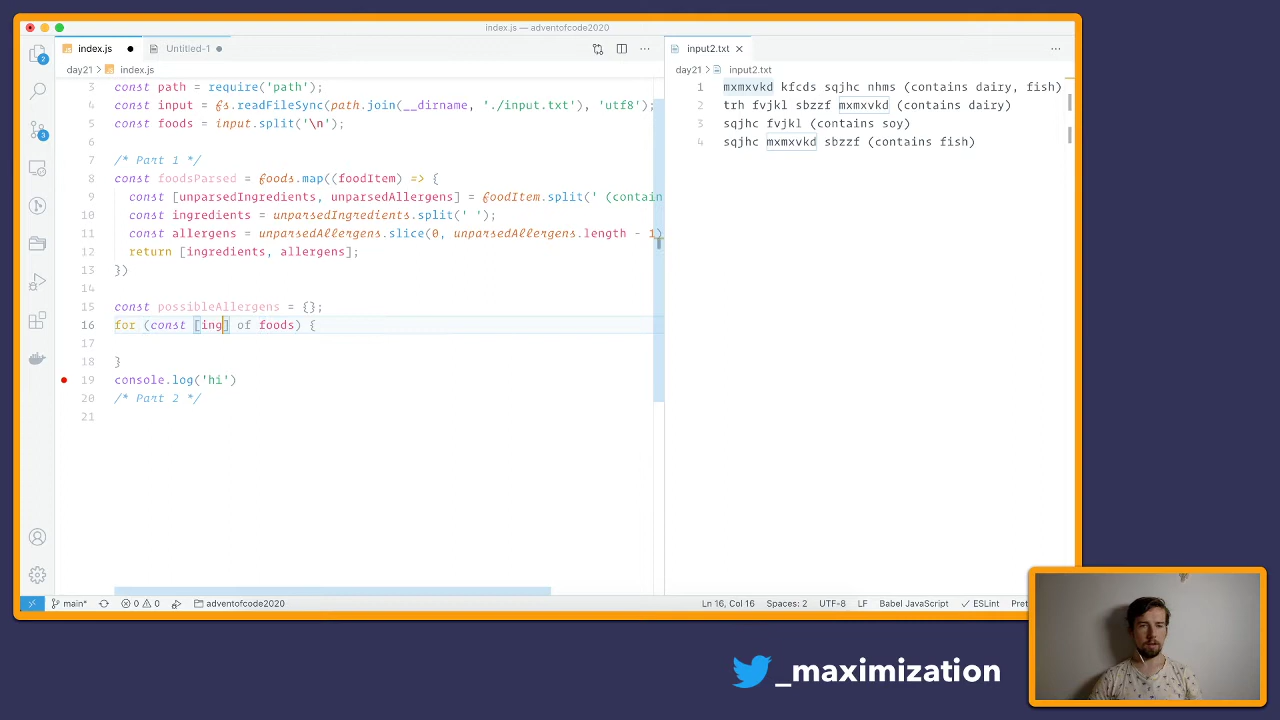 index.js — adventofcode2020
index.js
Untitled-1
input2.txt
day21 > index.js
day21 > input2.txt
3 const path = require('path');
4 const input = fs.readFileSync(path.join(__dirname, './input.txt'), 'utf8');
5 const foods = input.split('\n');
6
7 /* Part 1 */
8 const foodsParsed = foods.map((foodItem) => {
9 const [unparsedIngredients, unparsedAllergens] = foodItem.split(' (contain
10 const ingredients = unparsedIngredients.split(' ');
11 const allergens = unparsedAllergens.slice(0, unparsedAllergens.length - 1)
12 return [ingredients, allergens];
13 })
14
15 const possibleAllergens = {};
16 for (const [ing] of foods) {
17
18 }
19 console.log('hi')
20 /* Part 2 */
21
1 mxmxvkd kfcds sqjhc nhms (contains dairy, fish)
2 trh fvjkl sbzzf mxmxvkd (contains dairy)
3 sqjhc fvjkl (contains soy)
4 sqjhc mxmxvkd sbzzf (contains fish)
2
3
main* 0 0 adventofcode2020
Ln 16, Col 16 Spaces: 2 UTF-8 LF Babel JavaScript ESLint Pret
_maximization